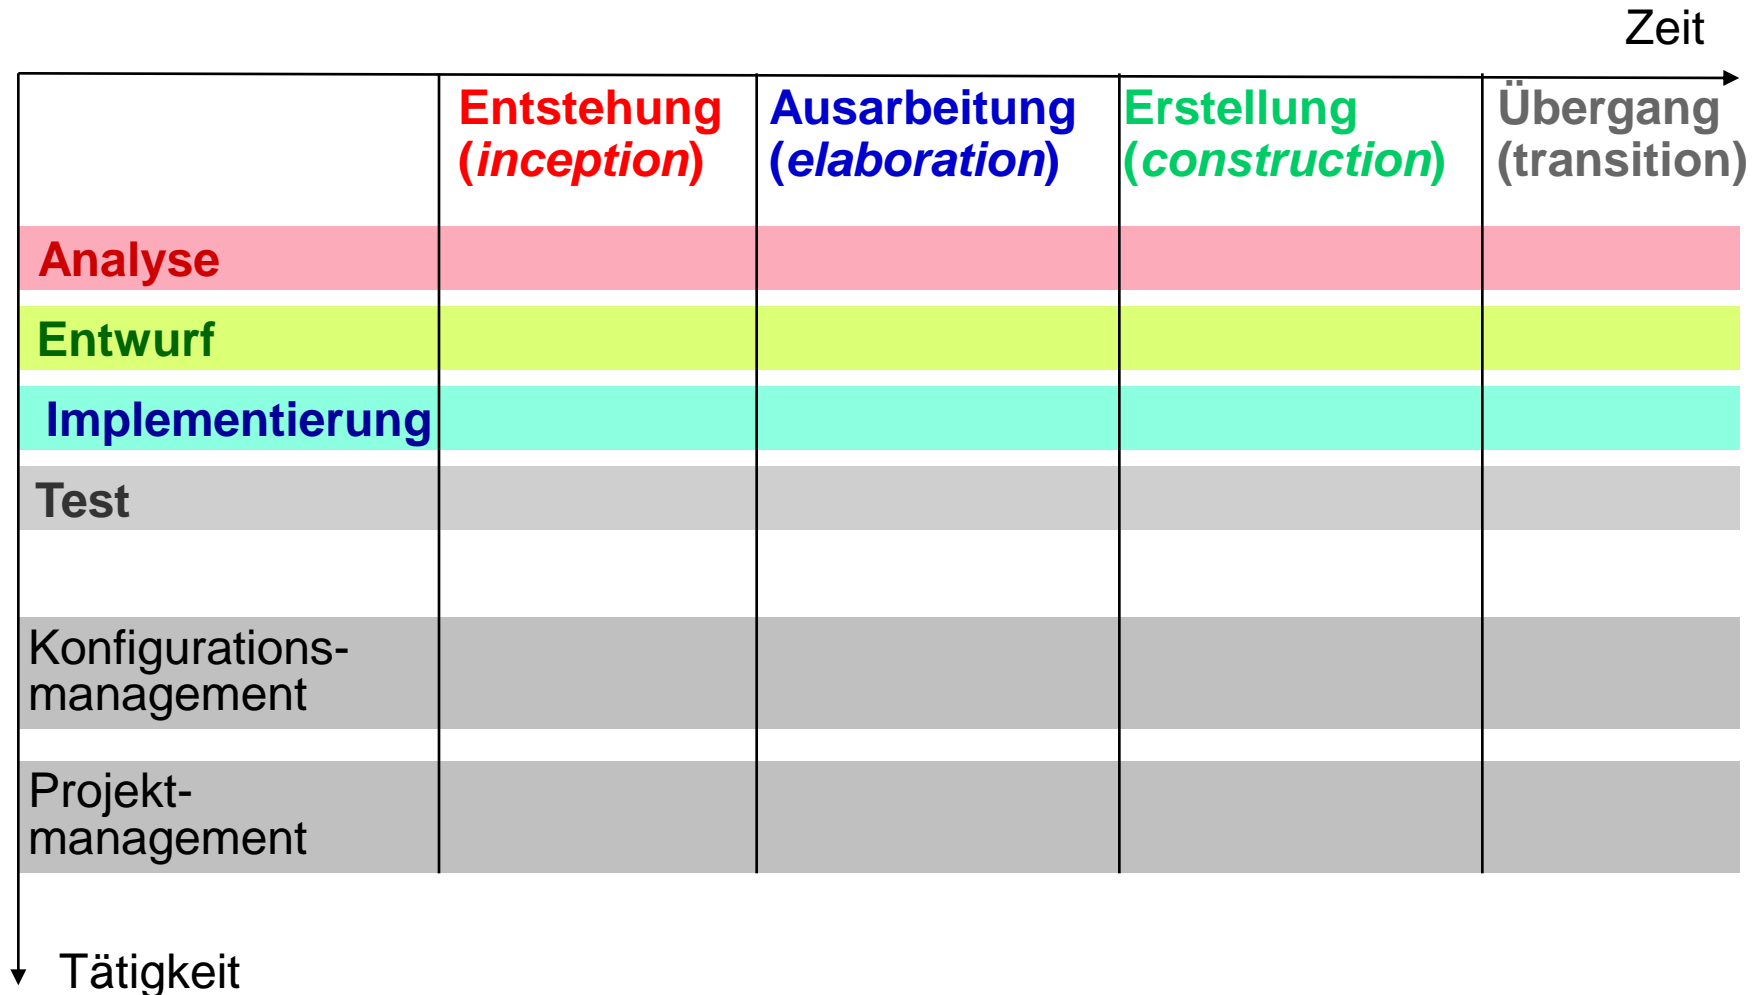 Zeit
Entstehung
(inception)
Ausarbeitung
(elaboration)
Erstellung
(construction)
Übergang
(transition)
Analyse
Entwurf
Implementierung
Test
Konfigurations-
management
Projekt-
management
Tätigkeit